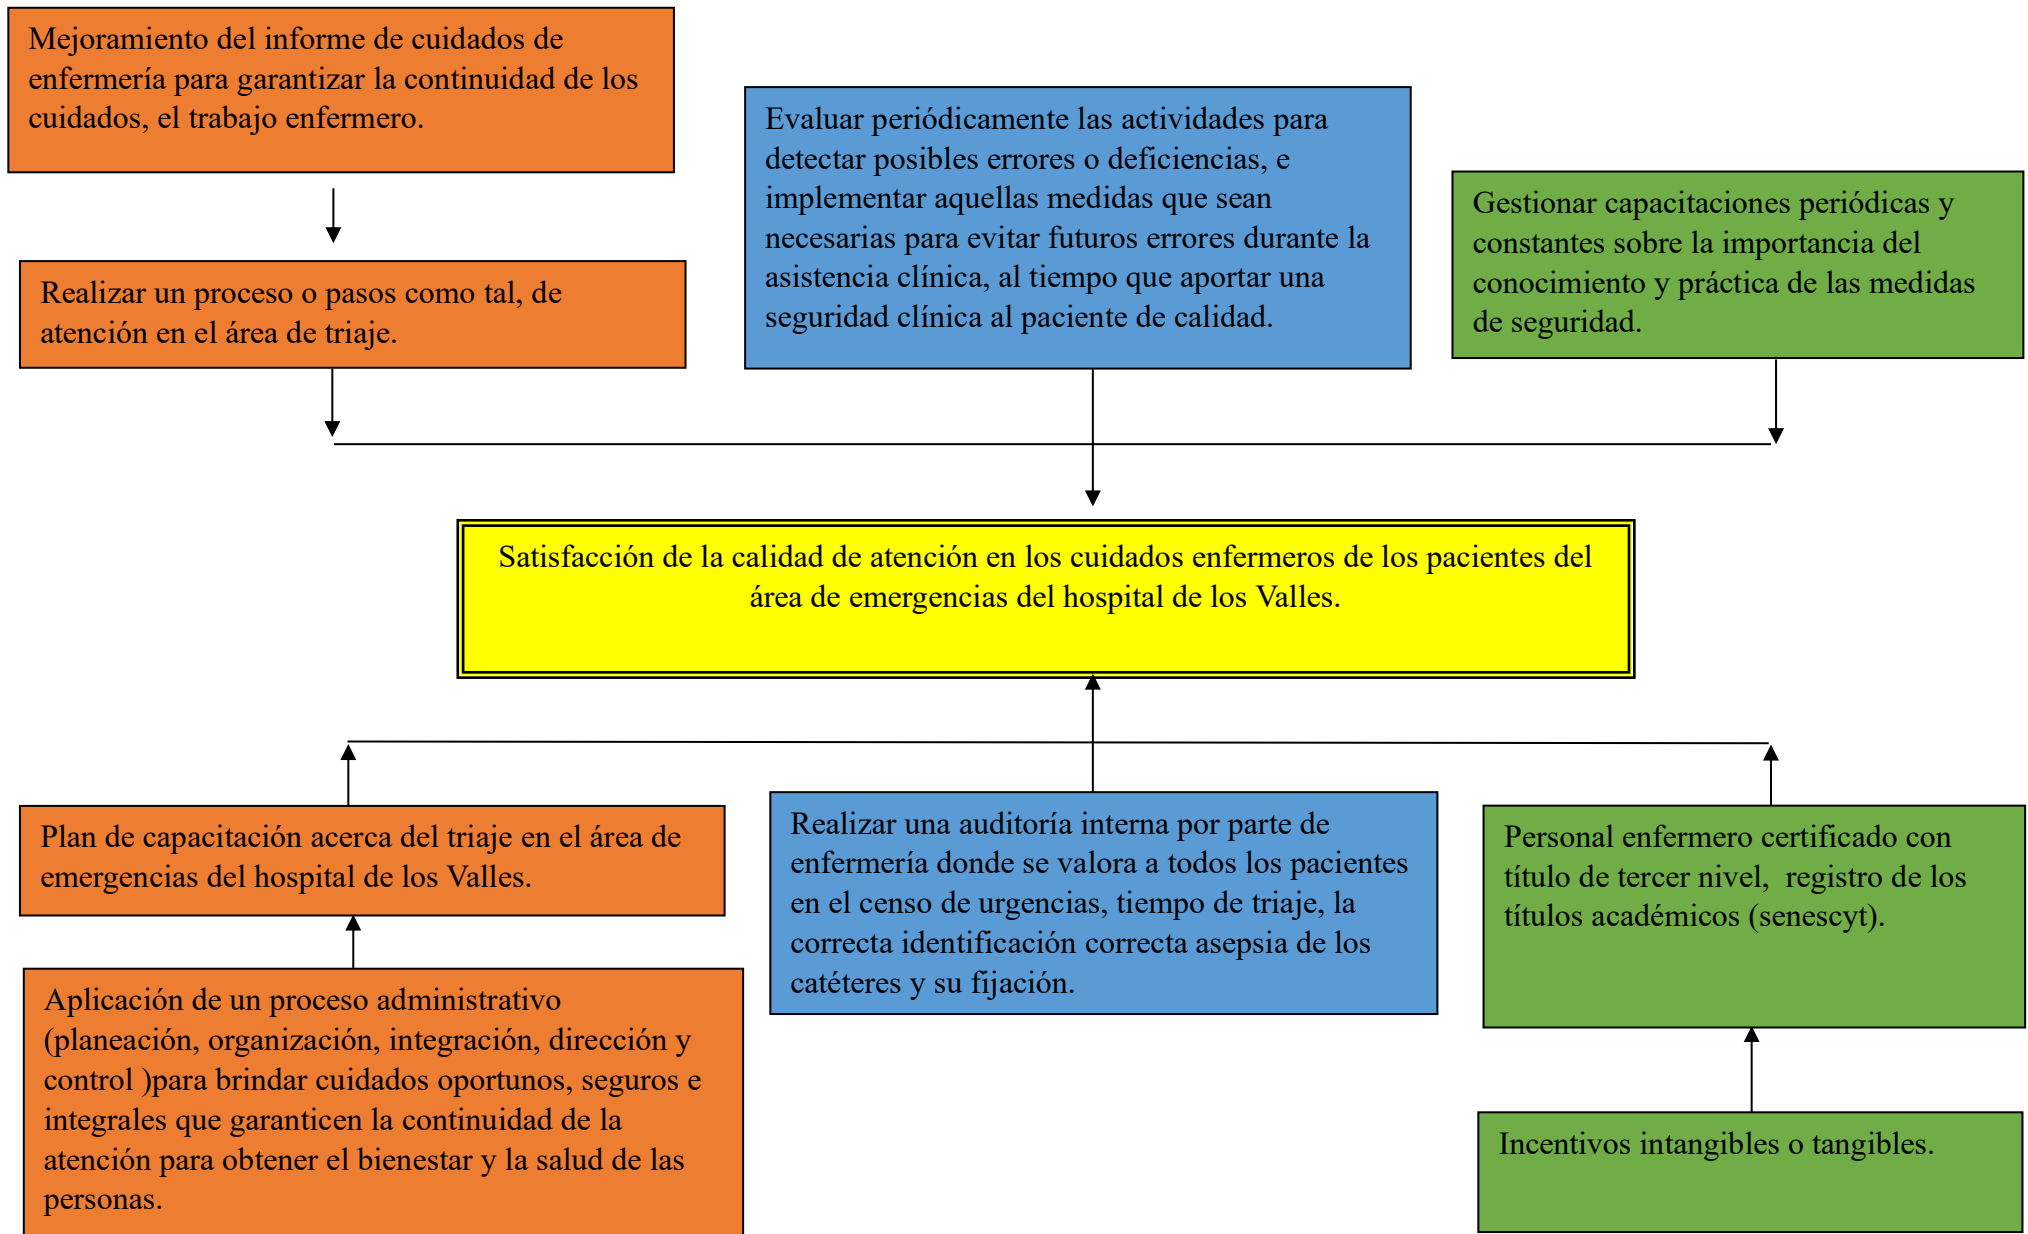 Mejoramiento del informe de cuidados de
enfermería para garantizar la continuidad de los
cuidados, el trabajo enfermero.
Realizar un proceso o pasos como tal, de
atención en el área de triaje.
Evaluar periódicamente las actividades para
detectar posibles errores o deficiencias, e
implementar aquellas medidas que sean
necesarias para evitar futuros errores durante la
asistencia clínica, al tiempo que aportar una
seguridad clínica al paciente de calidad.
Gestionar capacitaciones periódicas y
constantes sobre la importancia del
conocimiento y práctica de las medidas
de seguridad.
Satisfacción de la calidad de atención en los cuidados enfermeros de los pacientes del
área de emergencias del hospital de los Valles.
Plan de capacitación acerca del triaje en el área de
emergencias del hospital de los Valles.
Aplicación de un proceso administrativo
(planeación, organización, integración, dirección y
control )para brindar cuidados oportunos, seguros e
integrales que garanticen la continuidad de la
atención para obtener el bienestar y la salud de las
personas.
Realizar una auditoría interna por parte de
enfermería donde se valora a todos los pacientes
en el censo de urgencias, tiempo de triaje, la
correcta identificación correcta asepsia de los
catéteres y su fijación.
Personal enfermero certificado con
título de tercer nivel,  registro de los
títulos académicos (senescyt).
Incentivos intangibles o tangibles.